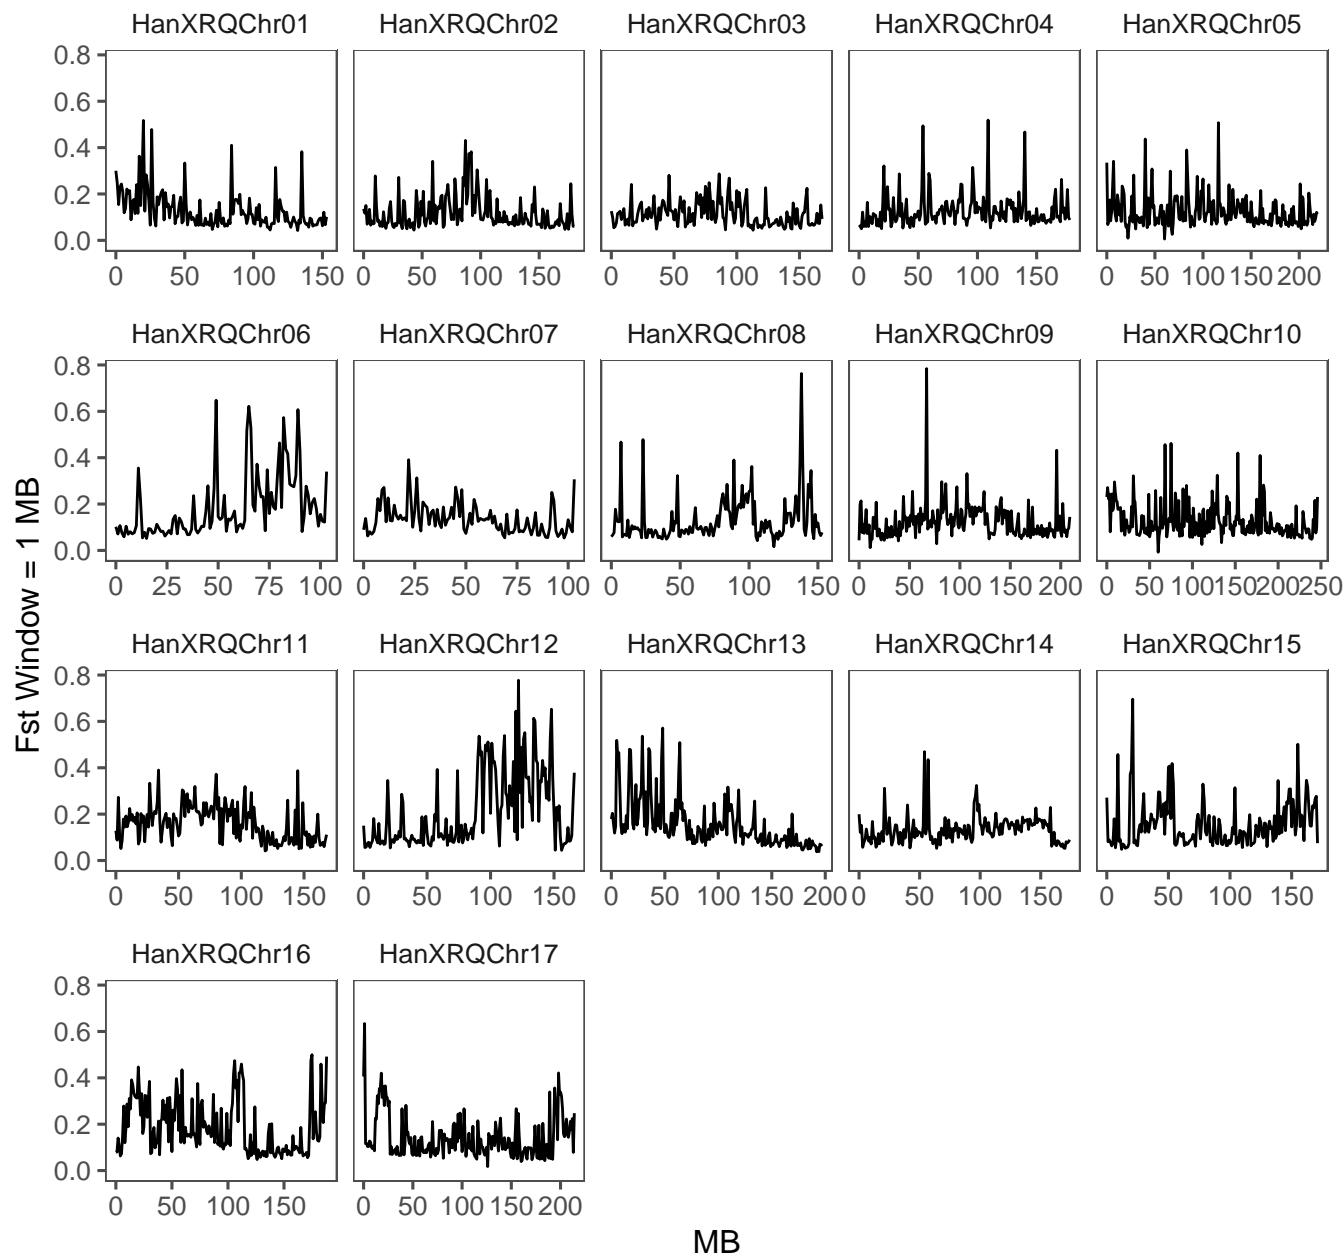 HanXRQChr01 HanXRQChr02 HanXRQChr03 HanXRQChr04 HanXRQChr05
0.8
0.6
0.4
0.2
0.0
0 50 100 150 0 50 100 150 0 50 100 150 0 50 100 150 0 50 100 150 200
HanXRQChr06 HanXRQChr07 HanXRQChr08 HanXRQChr09 HanXRQChr10
0.8
0.6
0.4
0.2
0.0
0 25 50 75 100 0 25 50 75 100 0 50 100 150 0 50 100 150 200 0 50 100 150 200 250
Fst Window = 1 MB
HanXRQChr11 HanXRQChr12 HanXRQChr13 HanXRQChr14 HanXRQChr15
0.8
0.6
0.4
0.2
0.0
0 50 100 150 0 50 100 150 0 50 100 150 200 0 50 100 150 0 50 100 150
HanXRQChr16 HanXRQChr17
0.8
0.6
0.4
0.2
0.0
0 50 100 150 0 50 100 150 200
MB